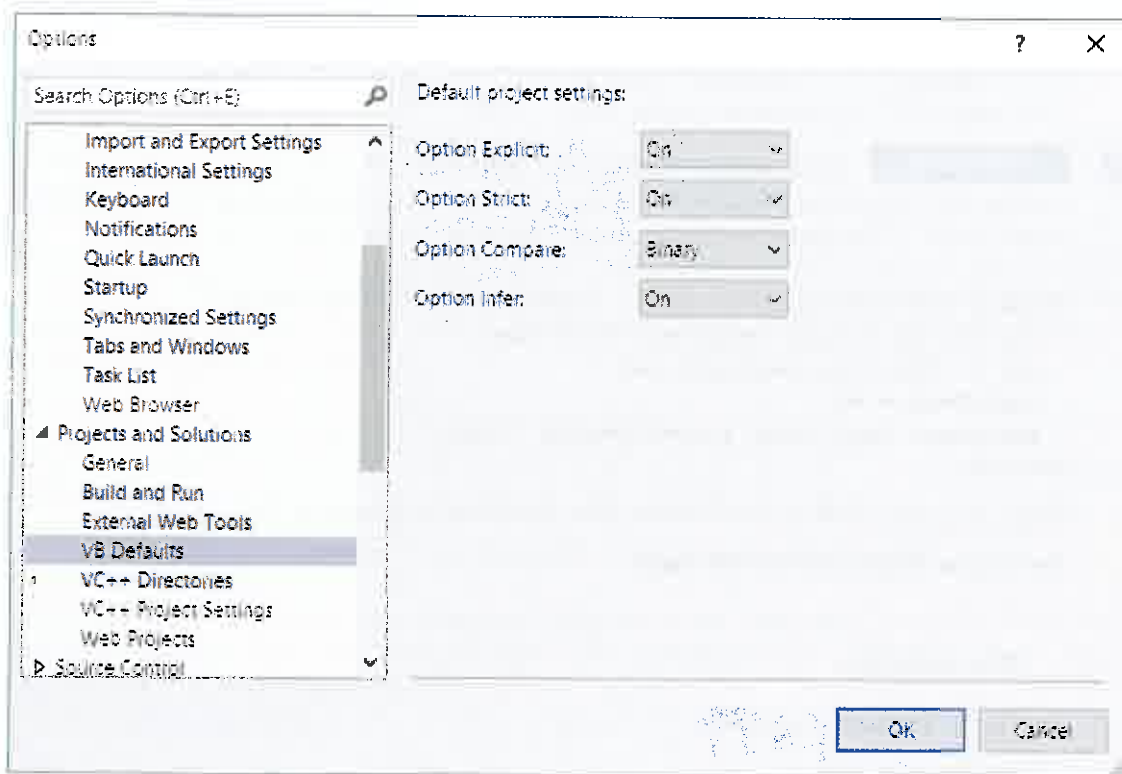 Options
?
Search Options (Ctrl+E)
Import and Export Settings
International Settings
Keyboard
Notifications
Quick Launch
Startup
Synchronized Settings
Tabs and Windows
Task List
Web Browser
Projects and Solutions
General
Build and Run
External Web Tools
VB Defaults
VC++ Directories
VC++ Project Settings
Web Projects
Source Control
Default project settings:
Option Explicit: On
Option Strict: On
Option Compare: Binary
Option Infer: On
OK Cancel